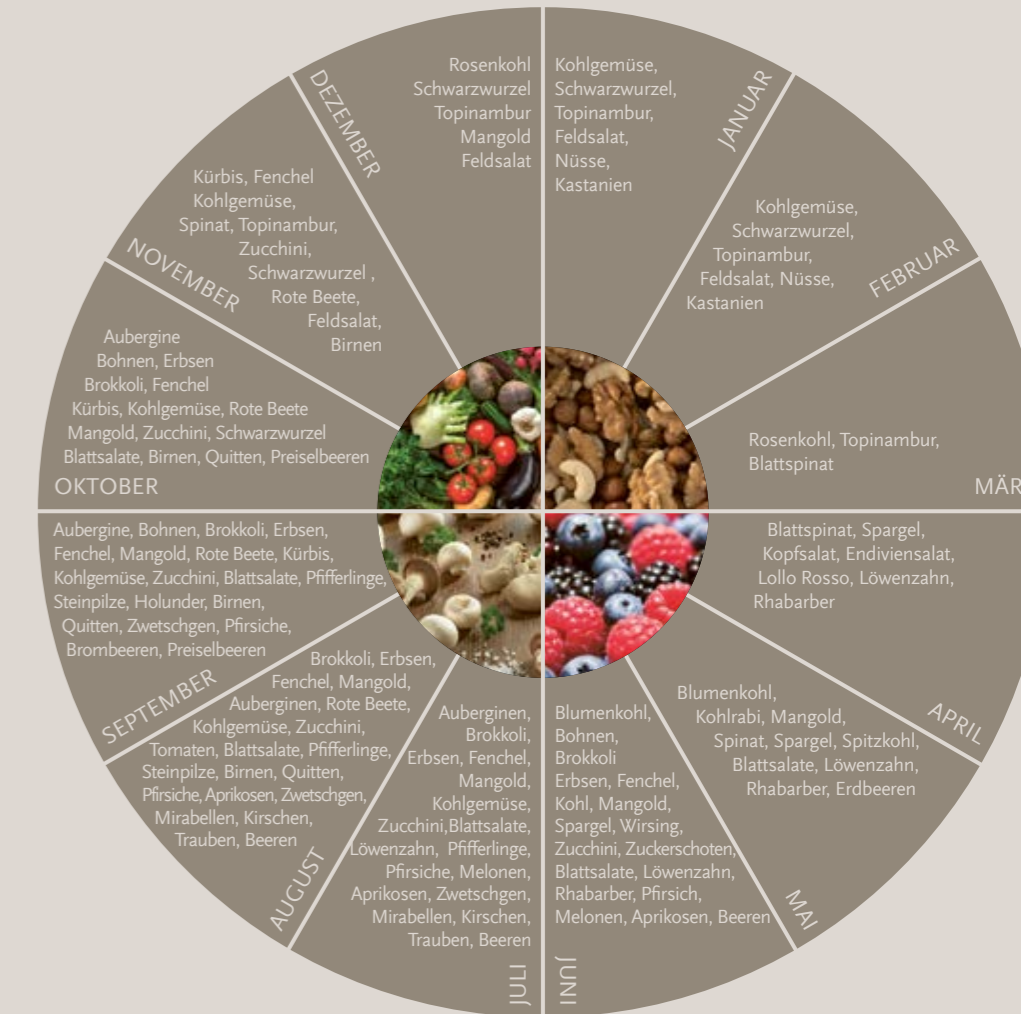 JANUAR
Kohlgemüse,
Schwarzwurzel,
Topinambur,
Feldsalat,
Nüsse,
Kastanien
FEBRUAR
Kohlgemüse,
Schwarzwurzel,
Topinambur,
Feldsalat, Nüsse,
Kastanien
MÄR
Rosenkohl, Topinambur,
Blattspinat
APRIL
Blattspinat, Spargel,
Kopfsalat, Endiviensalat,
Lollo Rosso, Löwenzahn,
Rhabarber
MAI
Blumenkohl,
Kohlrabi, Mangold,
Spinat, Spargel, Spitzkohl,
Blattsalate, Löwenzahn,
Rhabarber, Erdbeeren
JUNI
Blumenkohl,
Bohnen,
Brokkoli
Erbsen, Fenchel,
Kohl, Mangold,
Spargel, Wirsing,
Zucchini, Zuckerschoten,
Blattsalate, Löwenzahn,
Rhabarber, Pfirsich,
Melonen, Aprikosen, Beeren
JULI
Auberginen,
Brokkoli,
Erbsen, Fenchel,
Mangold,
Kohlgemüse,
Zucchini,Blattsalate,
Löwenzahn, Pfifferlinge,
Pfirsiche, Melonen,
Aprikosen, Zwetschgen,
Mirabellen, Kirschen,
Trauben, Beeren
AUGUST
Brokkoli, Erbsen,
Fenchel, Mangold,
Auberginen, Rote Beete,
Kohlgemüse, Zucchini,
Tomaten, Blattsalate, Pfifferlinge,
Steinpilze, Birnen, Quitten,
Pfirsiche, Aprikosen, Zwetschgen,
Mirabellen, Kirschen,
Trauben, Beeren
SEPTEMBER
Aubergine, Bohnen, Brokkoli, Erbsen,
Fenchel, Mangold, Rote Beete, Kürbis,
Kohlgemüse, Zucchini, Blattsalate, Pfifferlinge,
Steinpilze, Holunder, Birnen,
Quitten, Zwetschgen, Pfirsiche,
Brombeeren, Preiselbeeren
OKTOBER
Aubergine
Bohnen, Erbsen
Brokkoli, Fenchel
Kürbis, Kohlgemüse, Rote Beete
Mangold, Zucchini, Schwarzwurzel
Blattsalate, Birnen, Quitten, Preiselbeeren
NOVEMBER
Kürbis, Fenchel
Kohlgemüse,
Spinat, Topinambur,
Zucchini,
Schwarzwurzel ,
Rote Beete,
Feldsalat,
Birnen
DEZEMBER
Rosenkohl
Schwarzwurzel
Topinambur
Mangold
Feldsalat